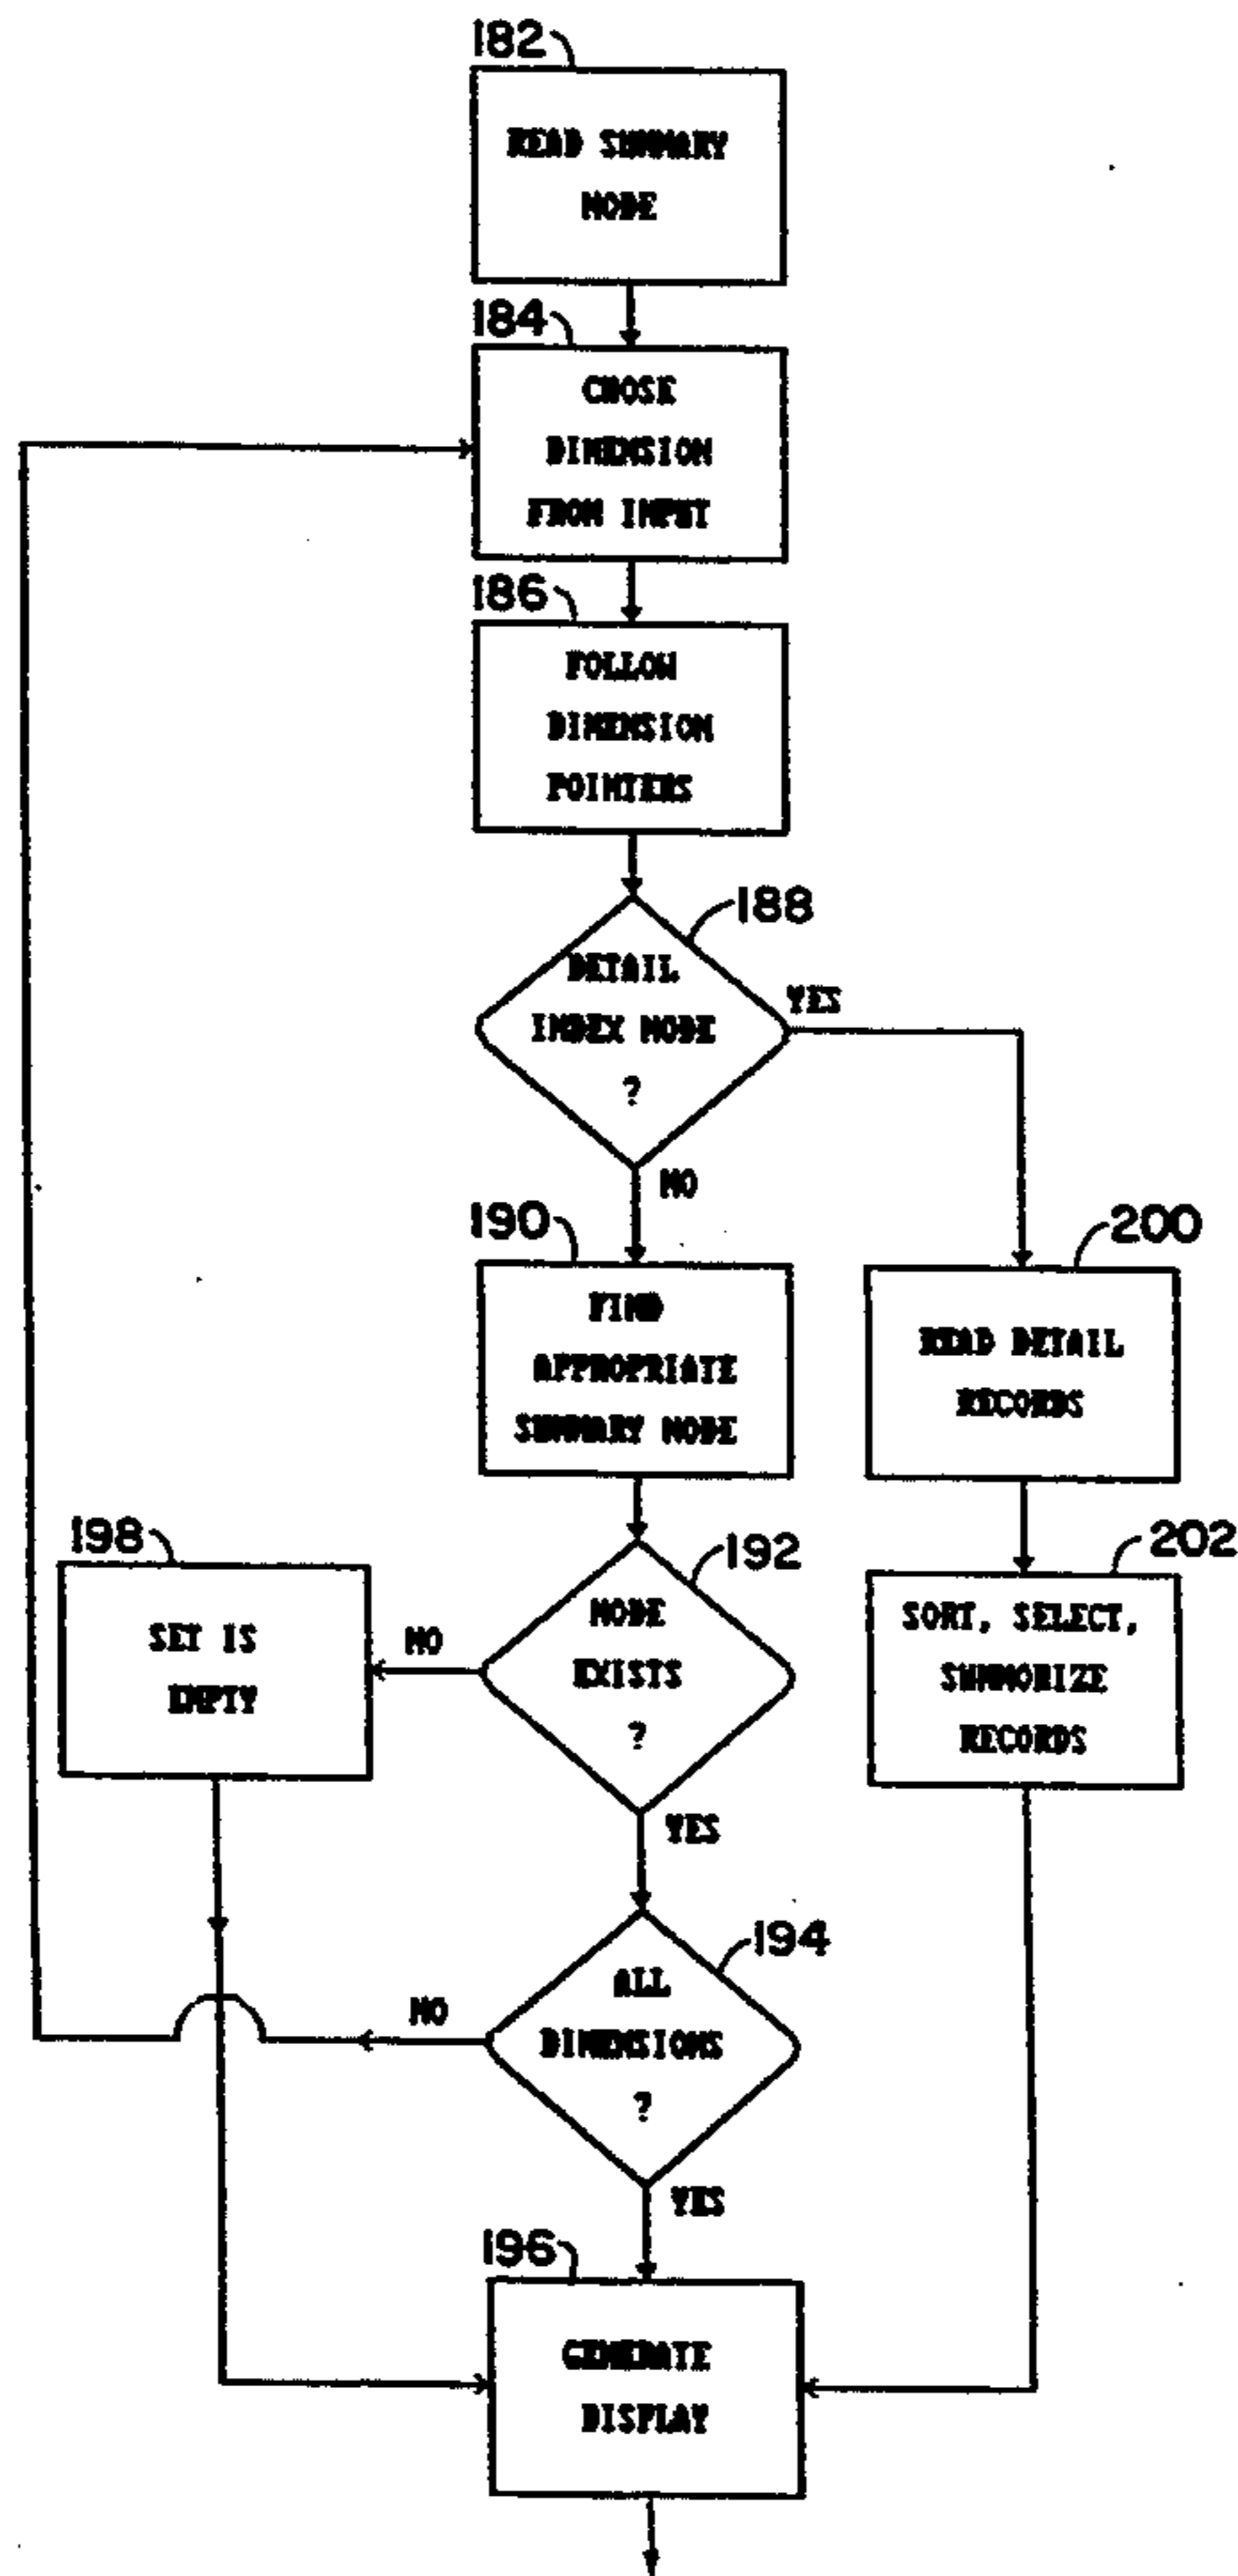 182
READ SUMMARY
NODE
184
CHOSE
DIMENSION
FROM INPUT
186
FOLLOW
DIMENSION
POINTERS
188
DETAIL
INDEX NODE
?
YES
NO
190
FIND
APPROPRIATE
SUMMARY NODE
200
READ DETAIL
RECORDS
192
NODE
EXISTS
?
NO
YES
198
SET IS
EMPTY
202
SORT, SELECT,
SUMMORIZE
RECORDS
194
ALL
DIMENSIONS
?
NO
YES
196
GENERATE
DISPLAY